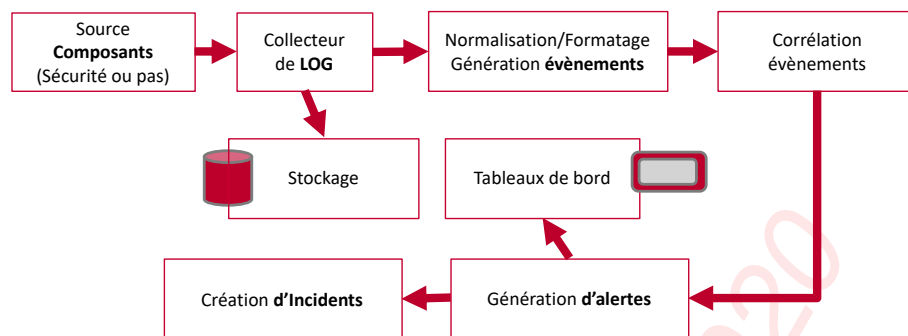 Source
Composants
(Sécurité ou pas)
Collecteur
de LOG
Normalisation/Formatage
Génération évènements
Corrélation
évènements
Stockage
Tableaux de bord
Création d’Incidents
Génération d’alertes
020